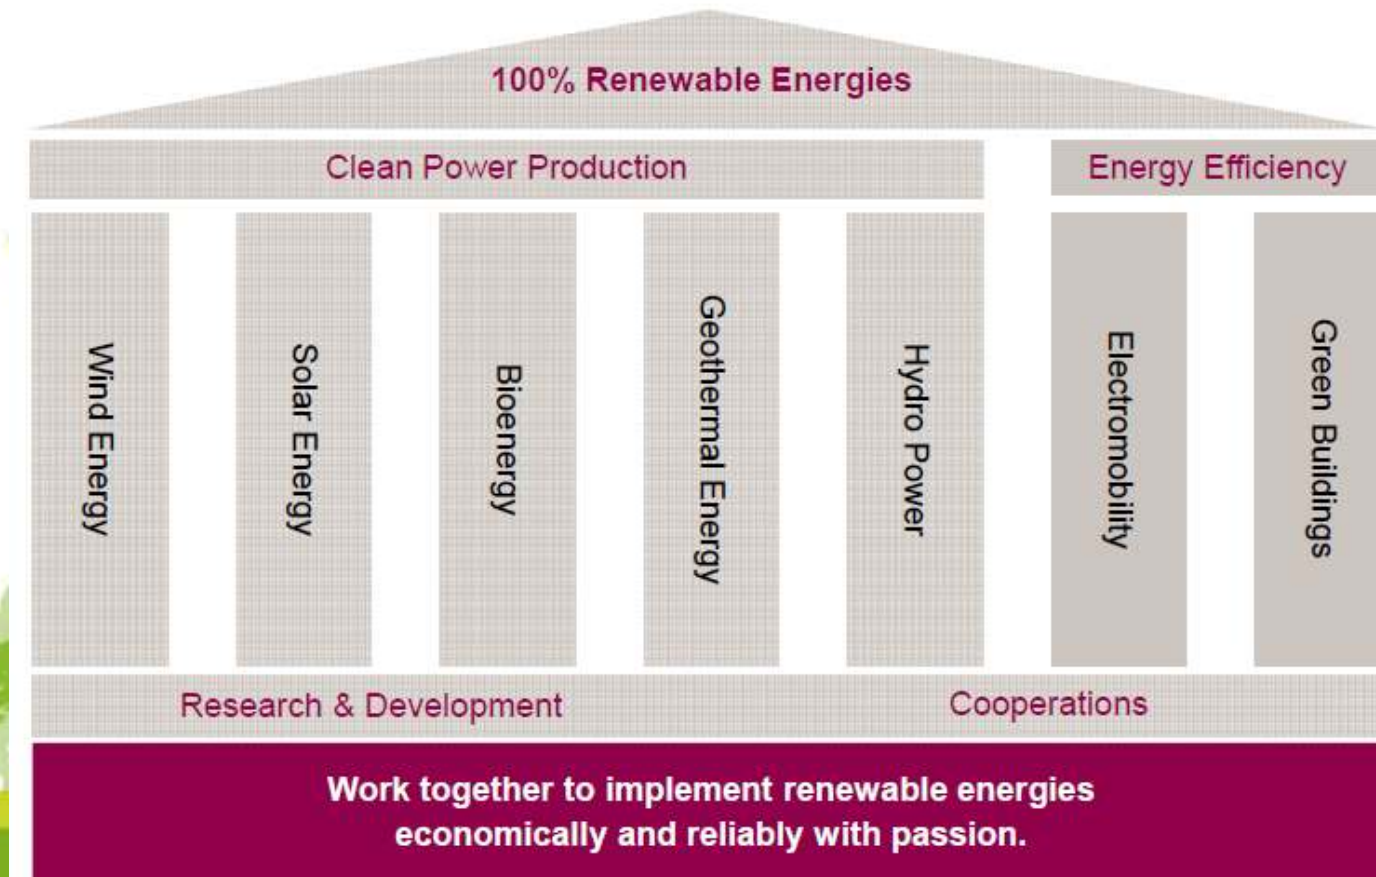 100% Renewable Energies
Clean Power Production
Energy Efficiency
Wind Energy
Solar Energy
Bioenergy
Geothermal Energy
Hydro Power
Electromobility
Green Buildings
Research & Development
Cooperations
Work together to implement renewable energies
economically and reliably with passion.